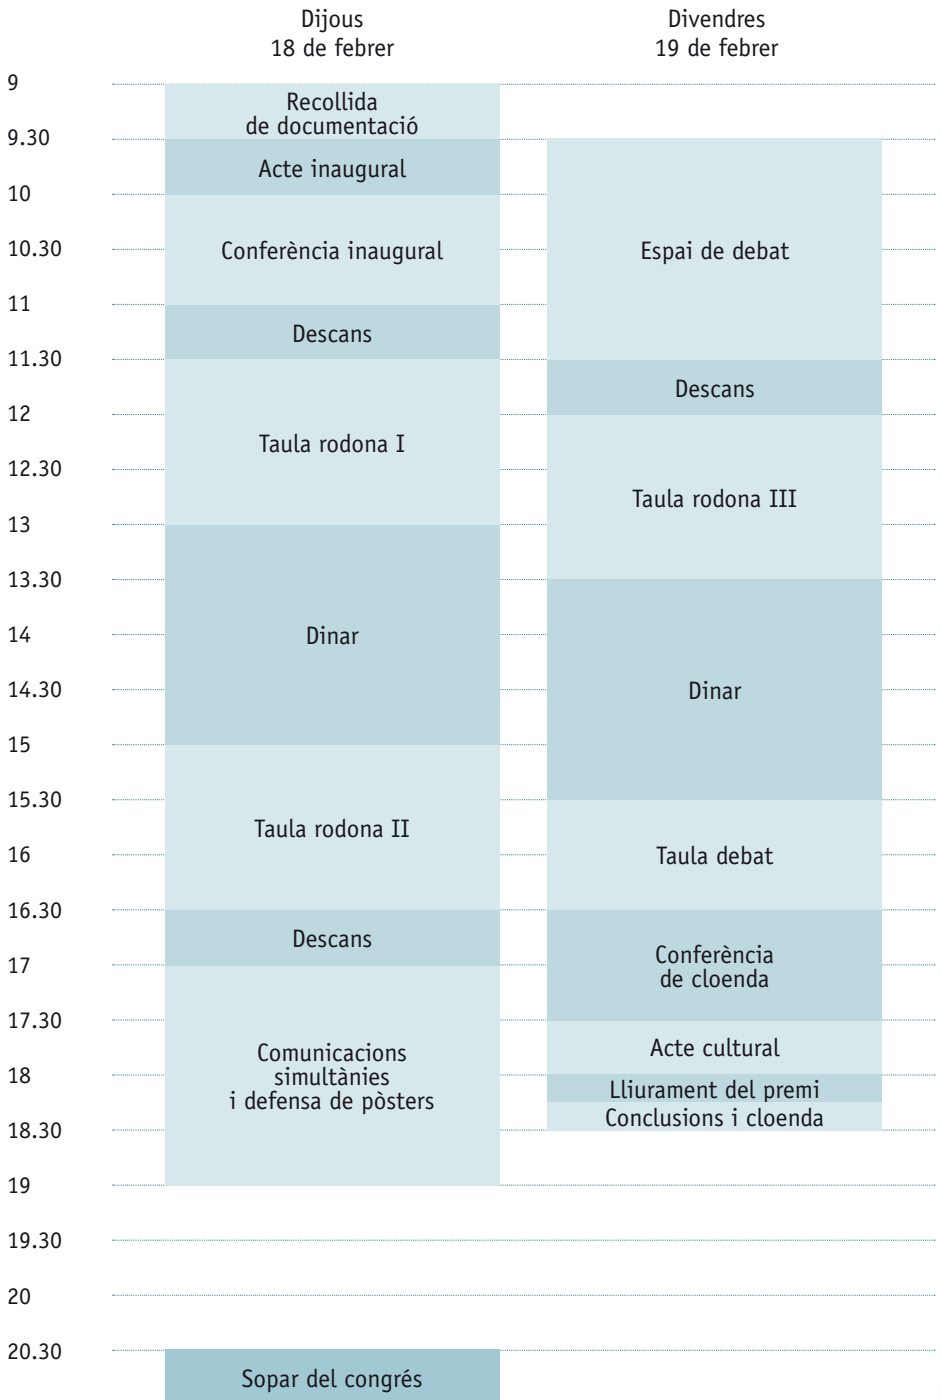 Dijous
18 de febrer
Divendres
19 de febrer
9
Recollida
de documentació
9.30
Acte inaugural
10
10.30
Conferència inaugural
Espai de debat
11
Descans
11.30
Descans
12
Taula rodona I
12.30
Taula rodona III
13
13.30
14
Dinar
14.30
Dinar
15
15.30
Taula rodona II
16
Taula debat
16.30
Descans
Conferència
de cloenda
17
17.30
Comunicacions
simultànies
i defensa de pòsters
Acte cultural
18
Lliurament del premi
Conclusions i cloenda
18.30
19
19.30
20
20.30
Sopar del congrés